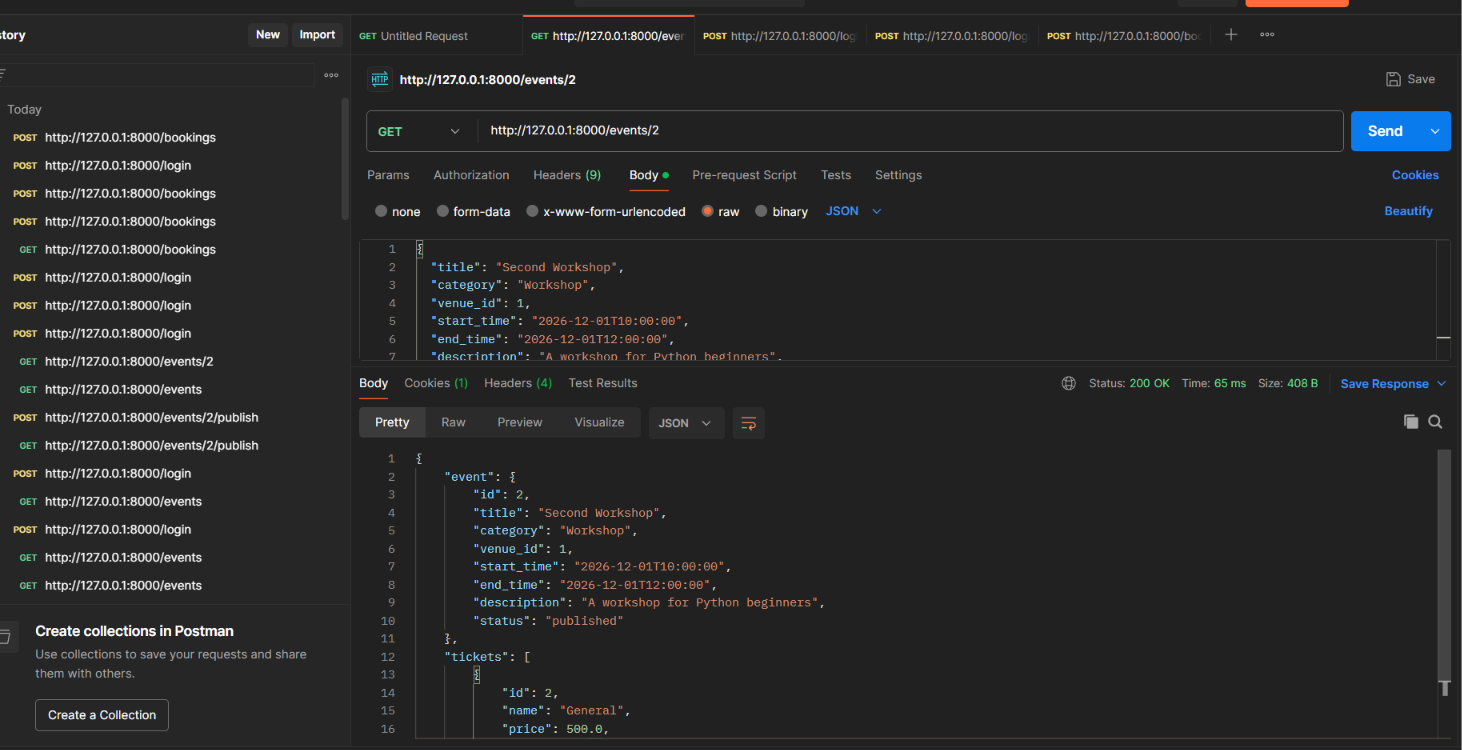 story
New
Import
GET Untitled Request
GET http://127.0.0.1:8000/even
POST http://127.0.0.1:8000/log
POST http://127.0.0.1:8000/log
POST http://127.0.0.1:8000/boo
HTTP http://127.0.0.1:8000/events/2
Save
GET
http://127.0.0.1:8000/events/2
Send
Params
Authorization
Headers (9)
Body
Pre-request Script
Tests
Settings
Cookies
none
form-data
x-www-form-urlencoded
raw
binary
JSON
Beautify
1 {
2 "title": "Second Workshop",
3 "category": "Workshop",
4 "venue_id": 1,
5 "start_time": "2026-12-01T10:00:00",
6 "end_time": "2026-12-01T12:00:00",
7 "description": "A workshop for Python beginners",
Today
POST http://127.0.0.1:8000/bookings
POST http://127.0.0.1:8000/login
POST http://127.0.0.1:8000/bookings
POST http://127.0.0.1:8000/bookings
GET http://127.0.0.1:8000/bookings
POST http://127.0.0.1:8000/login
POST http://127.0.0.1:8000/login
POST http://127.0.0.1:8000/login
GET http://127.0.0.1:8000/events/2
GET http://127.0.0.1:8000/events
POST http://127.0.0.1:8000/events/2/publish
GET http://127.0.0.1:8000/events/2/publish
POST http://127.0.0.1:8000/login
GET http://127.0.0.1:8000/events
POST http://127.0.0.1:8000/login
GET http://127.0.0.1:8000/events
GET http://127.0.0.1:8000/events
Create collections in Postman
Use collections to save your requests and share
them with others.
Create a Collection
Body
Cookies (1)
Headers (4)
Test Results
Status: 200 OK
Time: 65 ms
Size: 408 B
Save Response
Pretty
Raw
Preview
Visualize
JSON
1 {
2 "event": {
3 "id": 2,
4 "title": "Second Workshop",
5 "category": "Workshop",
6 "venue_id": 1,
7 "start_time": "2026-12-01T10:00:00",
8 "end_time": "2026-12-01T12:00:00",
9 "description": "A workshop for Python beginners",
10 "status": "published"
11 },
12 "tickets": [
13 {
14 "id": 2,
15 "name": "General",
16 "price": 500.0,